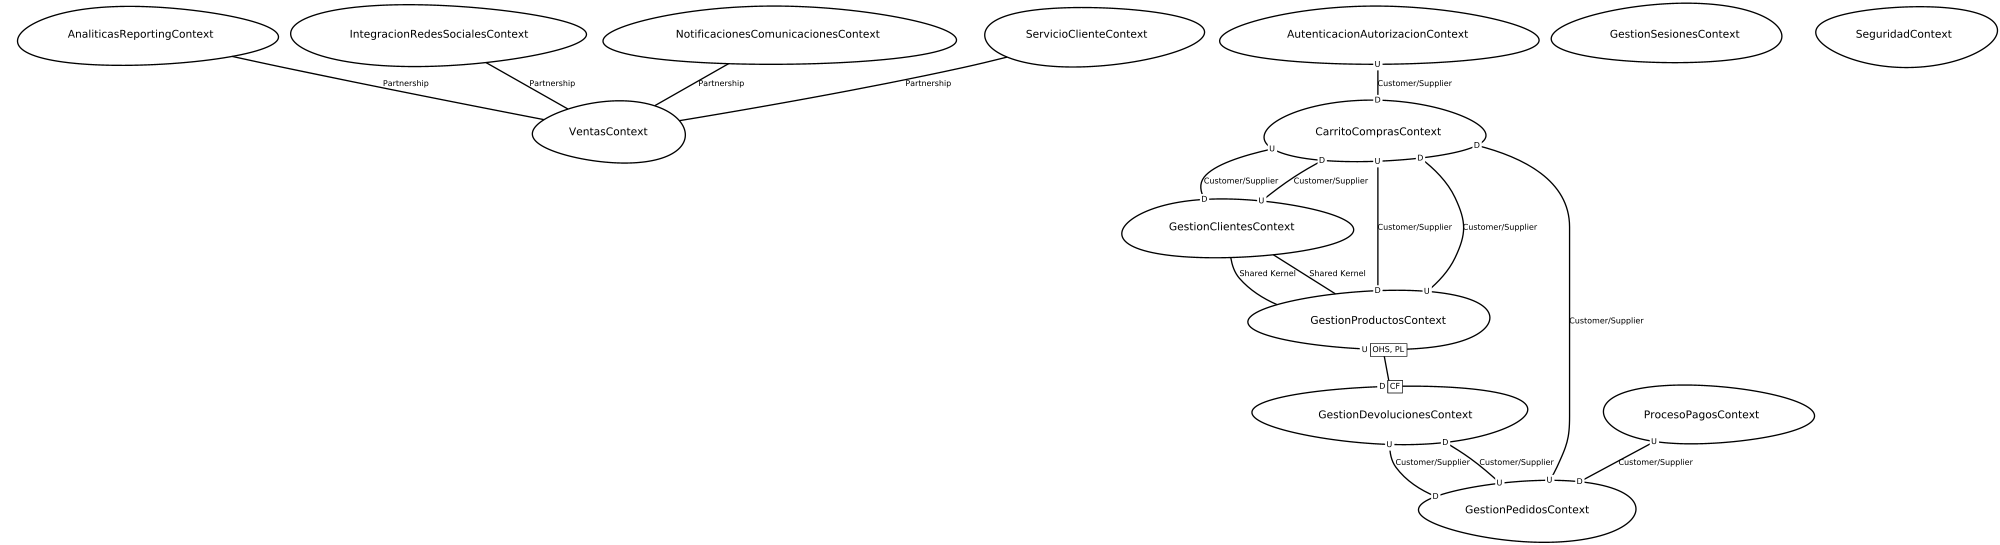 AnaliticasReportingContext
IntegracionRedesSocialesContext
NotificacionesComunicacionesContext
ServicioClienteContext
AutenticacionAutorizacionContext
GestionSesionesContext
SeguridadContext
U
Partnership
Partnership
Partnership
Partnership
Customer/Supplier
D
VentasContext
CarritoComprasContext
U
D
U
D
D
Customer/Supplier
Customer/Supplier
D
U
GestionClientesContext
Customer/Supplier
Customer/Supplier
Shared Kernel
Shared Kernel
D
U
GestionProductosContext
Customer/Supplier
U
OHS, PL
D
CF
GestionDevolucionesContext
ProcesoPagosContext
U
D
U
Customer/Supplier
Customer/Supplier
Customer/Supplier
D
U
U
D
GestionPedidosContext